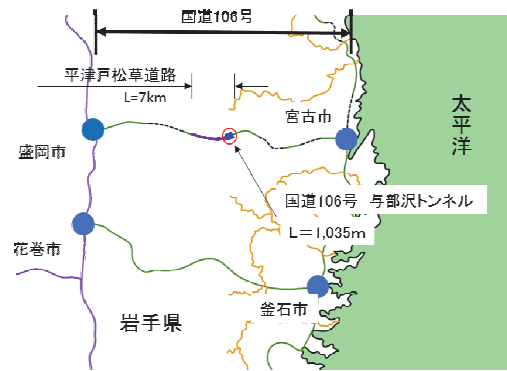 国道106号
平津戸松草道路
L=7km
宮古市
太平洋
盛岡市
国道106号 与部沢トンネル
L=1,035m
花巻市
釜石市
岩手県